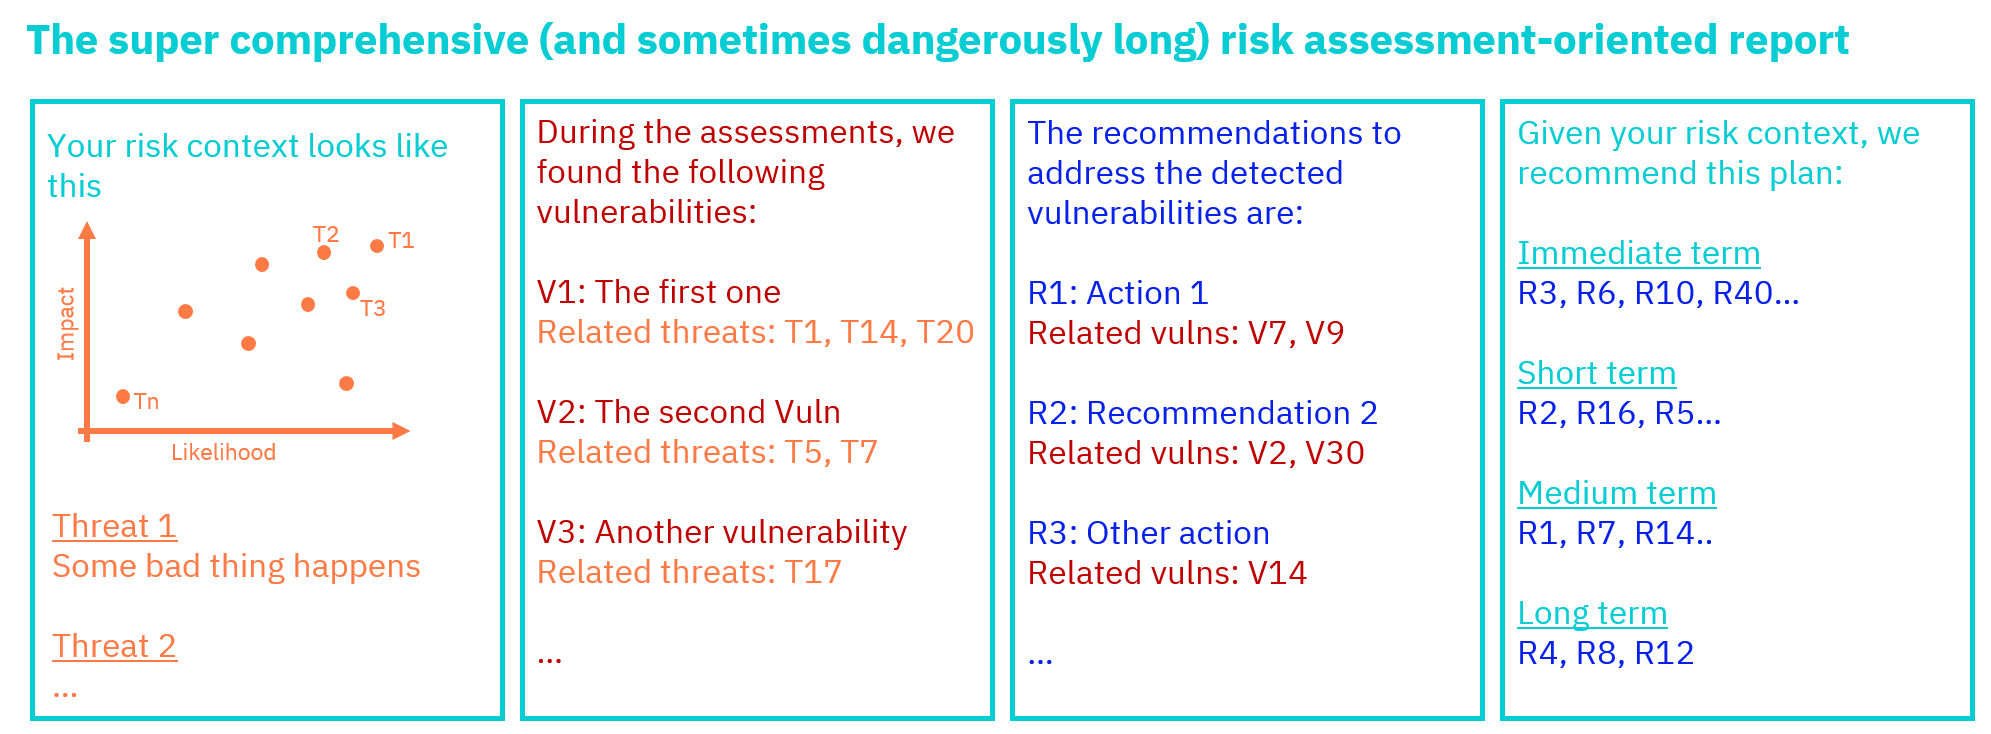 The super comprehensive (and sometimes dangerously long) risk assessment-oriented report
Your risk context looks like
this
T2
T1
T3
Impact
Tn
Likelihood
Threat 1
Some bad thing happens
Threat 2
...
During the assessments, we
found the following
vulnerabilities:
V1: The first one
Related threats: T1, T14, T20
V2: The second Vuln
Related threats: T5, T7
V3: Another vulnerability
Related threats: T17
...
The recommendations to
address the detected
vulnerabilities are:
R1: Action 1
Related vulns: V7, V9
R2: Recommendation 2
Related vulns: V2, V30
R3: Other action
Related vulns: V14
...
Given your risk context, we
recommend this plan:
Immediate term
R3, R6, R10, R40...
Short term
R2, R16, R5...
Medium term
R1, R7, R14..
Long term
R4, R8, R12